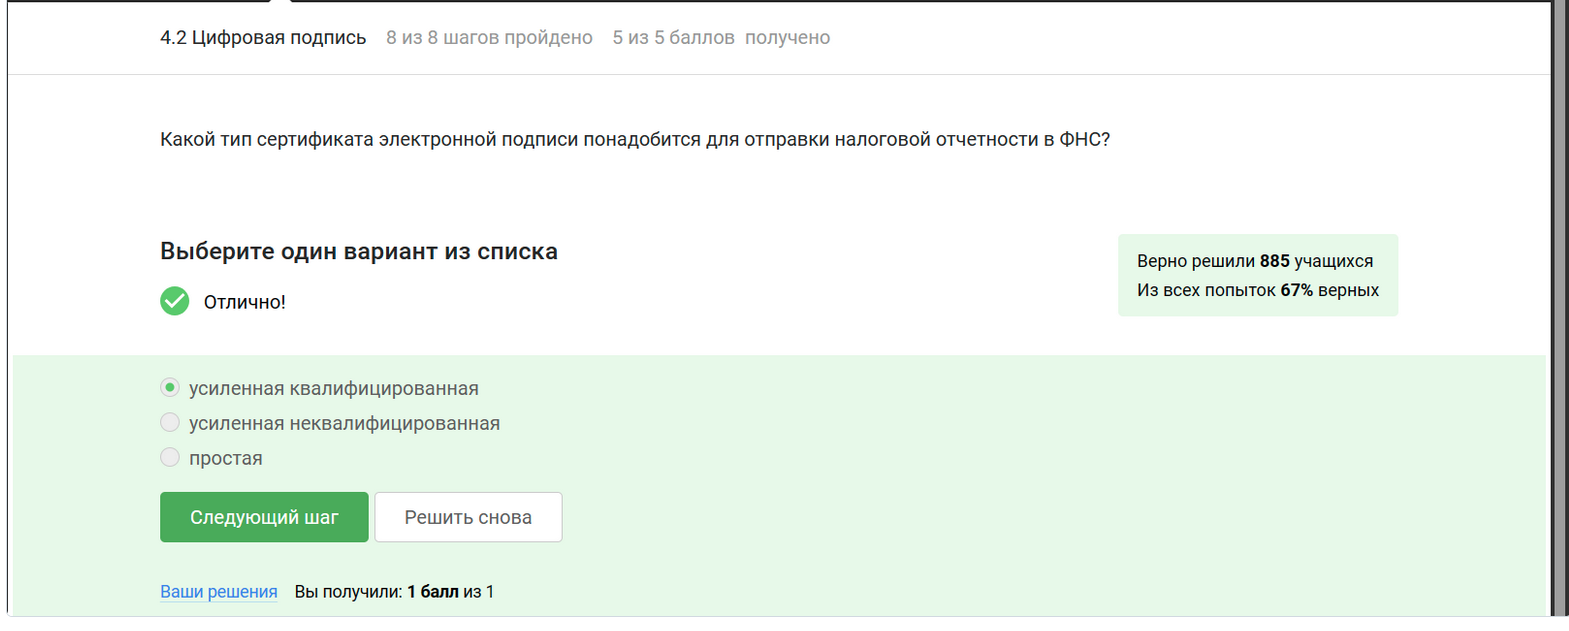 4.2 Цифровая подпись 8 из 8 шагов пройдено 5 из 5 баллов получено
Какой тип сертификата электронной подписи понадобится для отправки налоговой отчетности в ФНС?
Выберите один вариант из списка
Отлично!
Верно решили 885 учащихся
Из всех попыток 67% верных
усиленная квалифицированная
усиленная неквалифицированная
простая
Следующий шаг Решить снова
Ваши решения Вы получили: 1 балл из 1